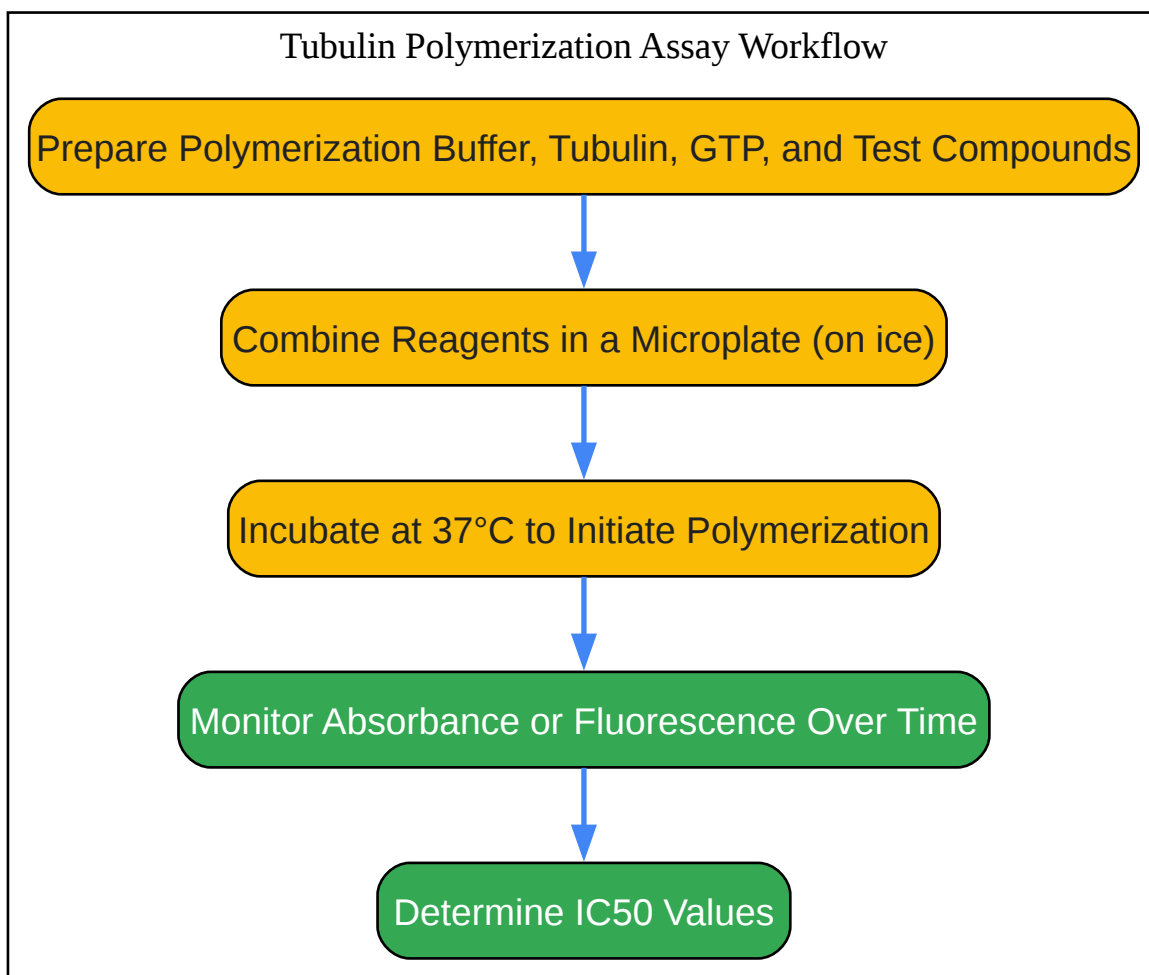 Tubulin Polymerization Assay Workflow
Prepare Polymerization Buffer, Tubulin, GTP, and Test Compounds
Combine Reagents in a Microplate (on ice)
Incubate at 37°C to Initiate Polymerization
Monitor Absorbance or Fluorescence Over Time
Determine IC50 Values